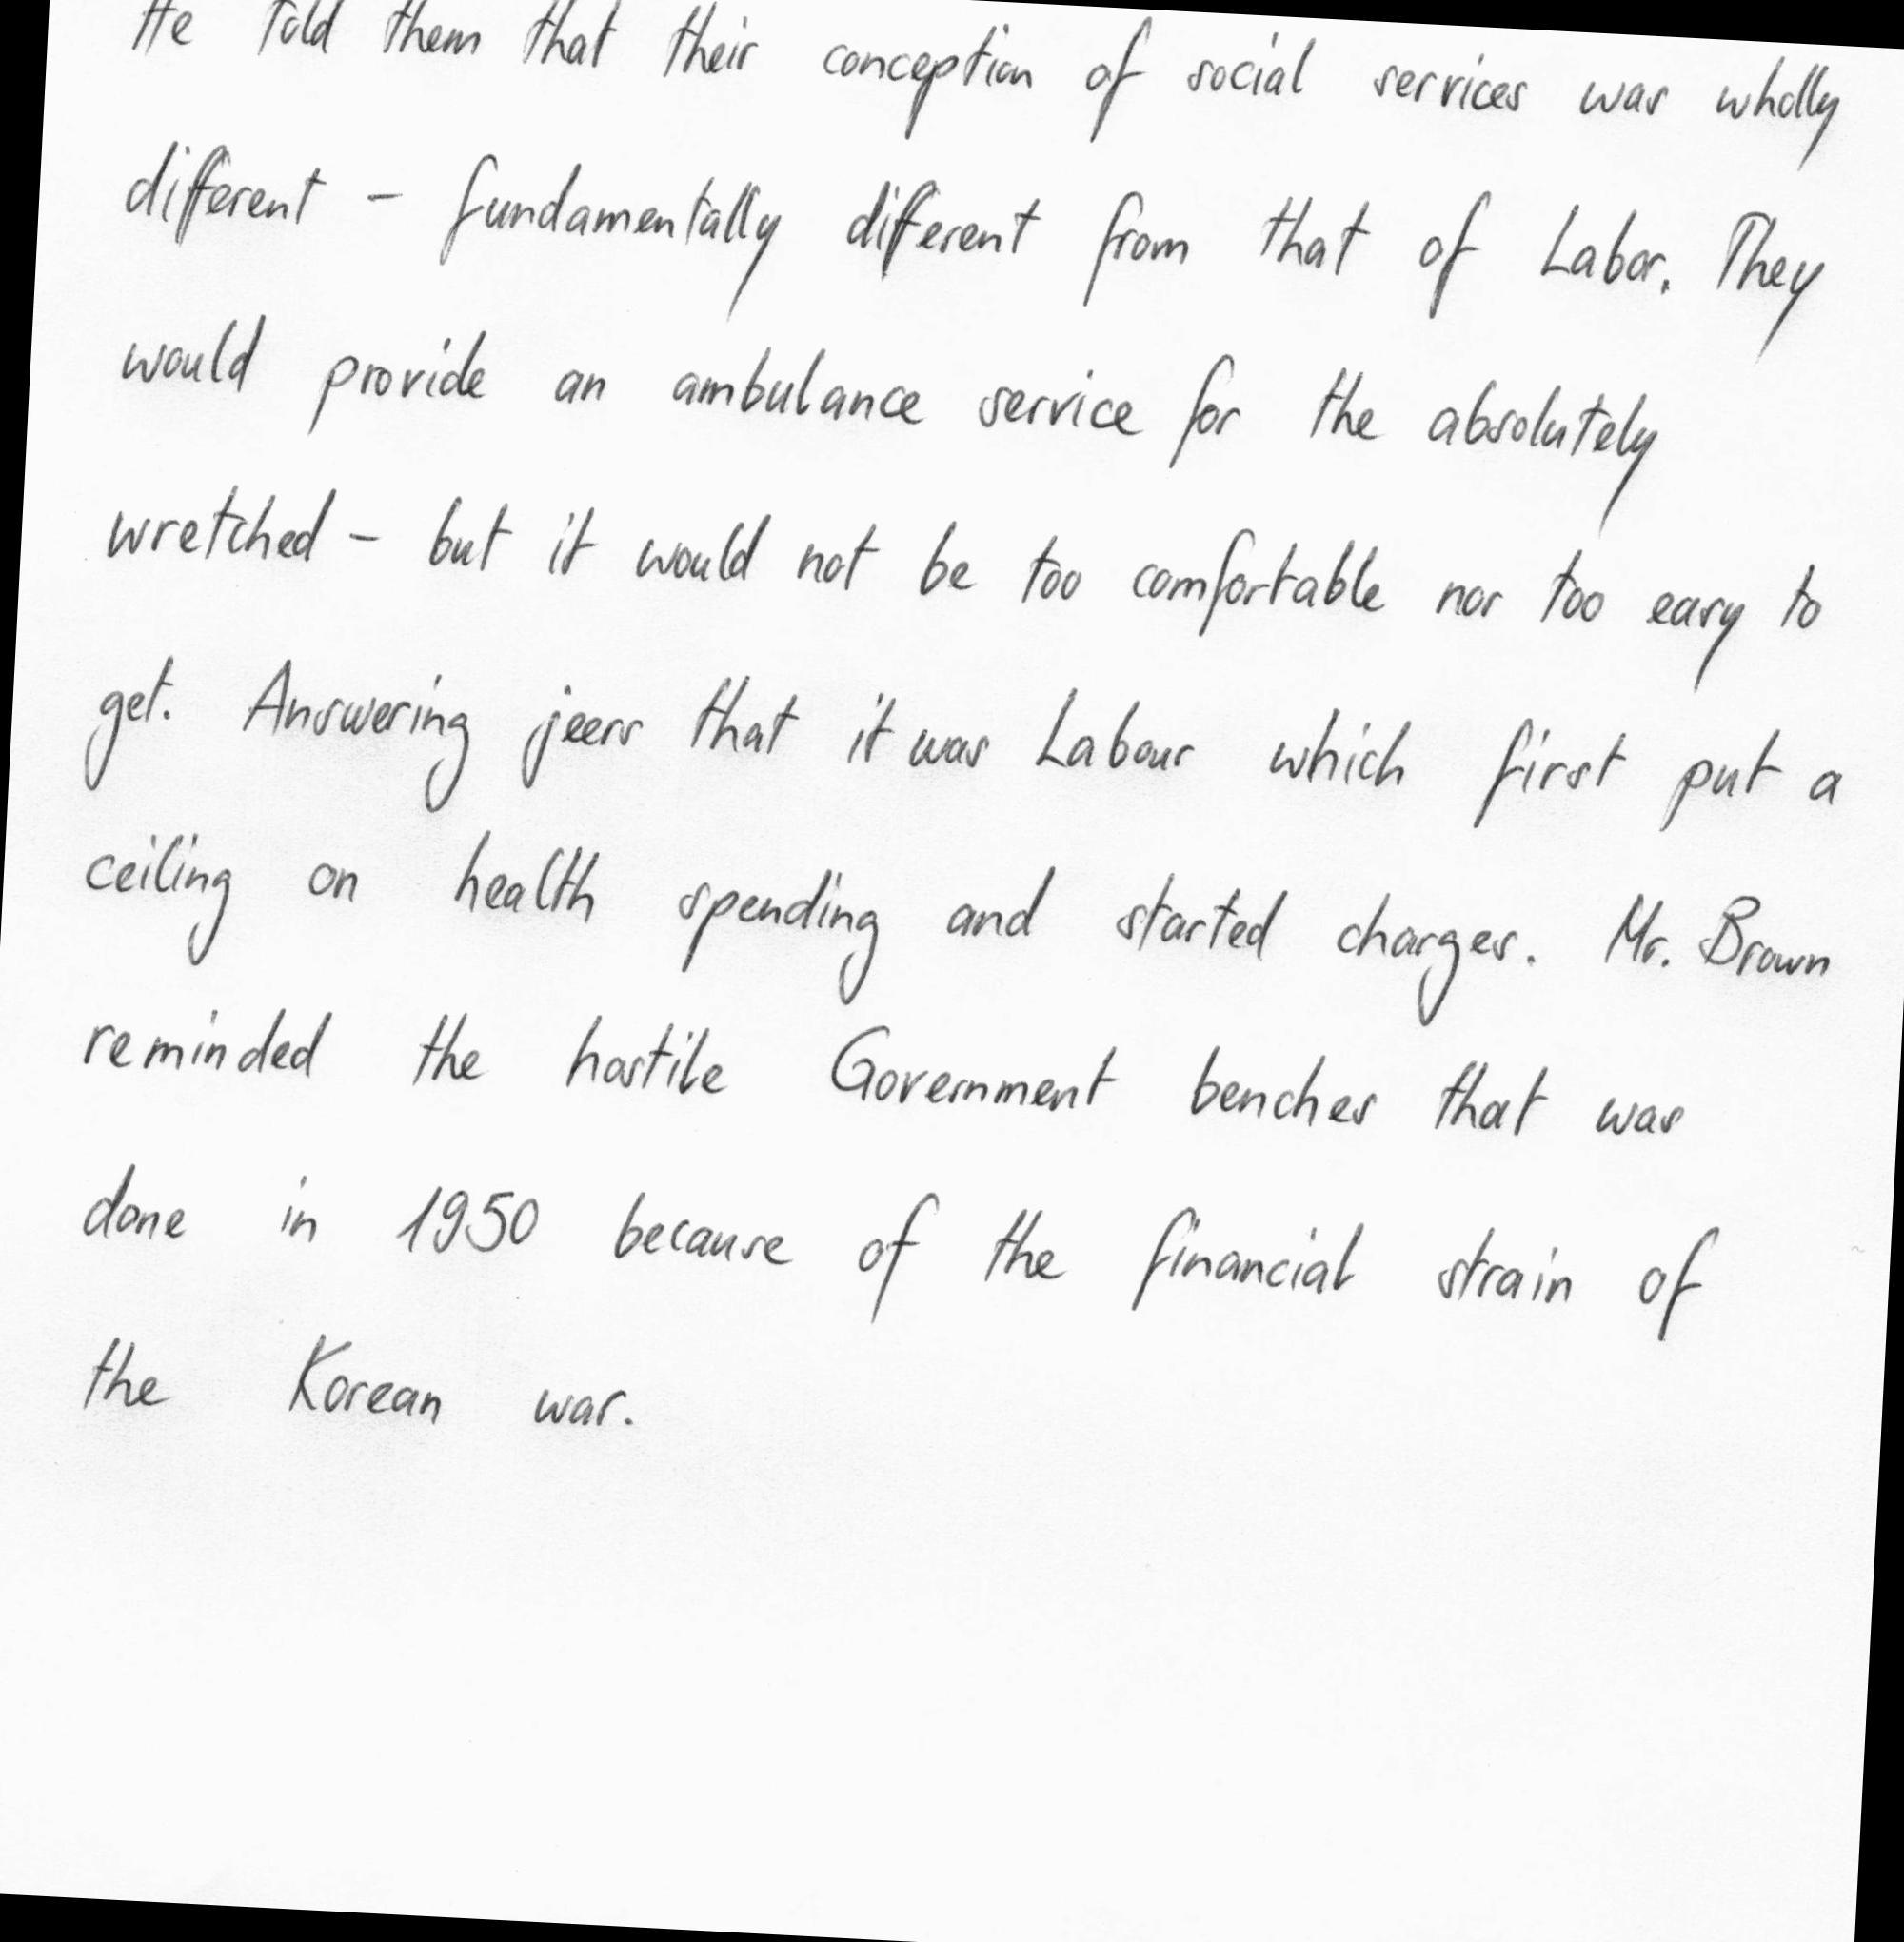 He told them that their conception of social services was wholly
different - fundamentally different from that of Labor. They
would provide an ambulance service for the absolutely
wretched - but it would not be too comfortable nor too easy to
get. Answering jeers that it was Labour which first put a
ceiling on health spending and started charges. Mr. Brown
reminded the hostile Government benches that was
done in 1950 because of the financial strain of
the Korean war.